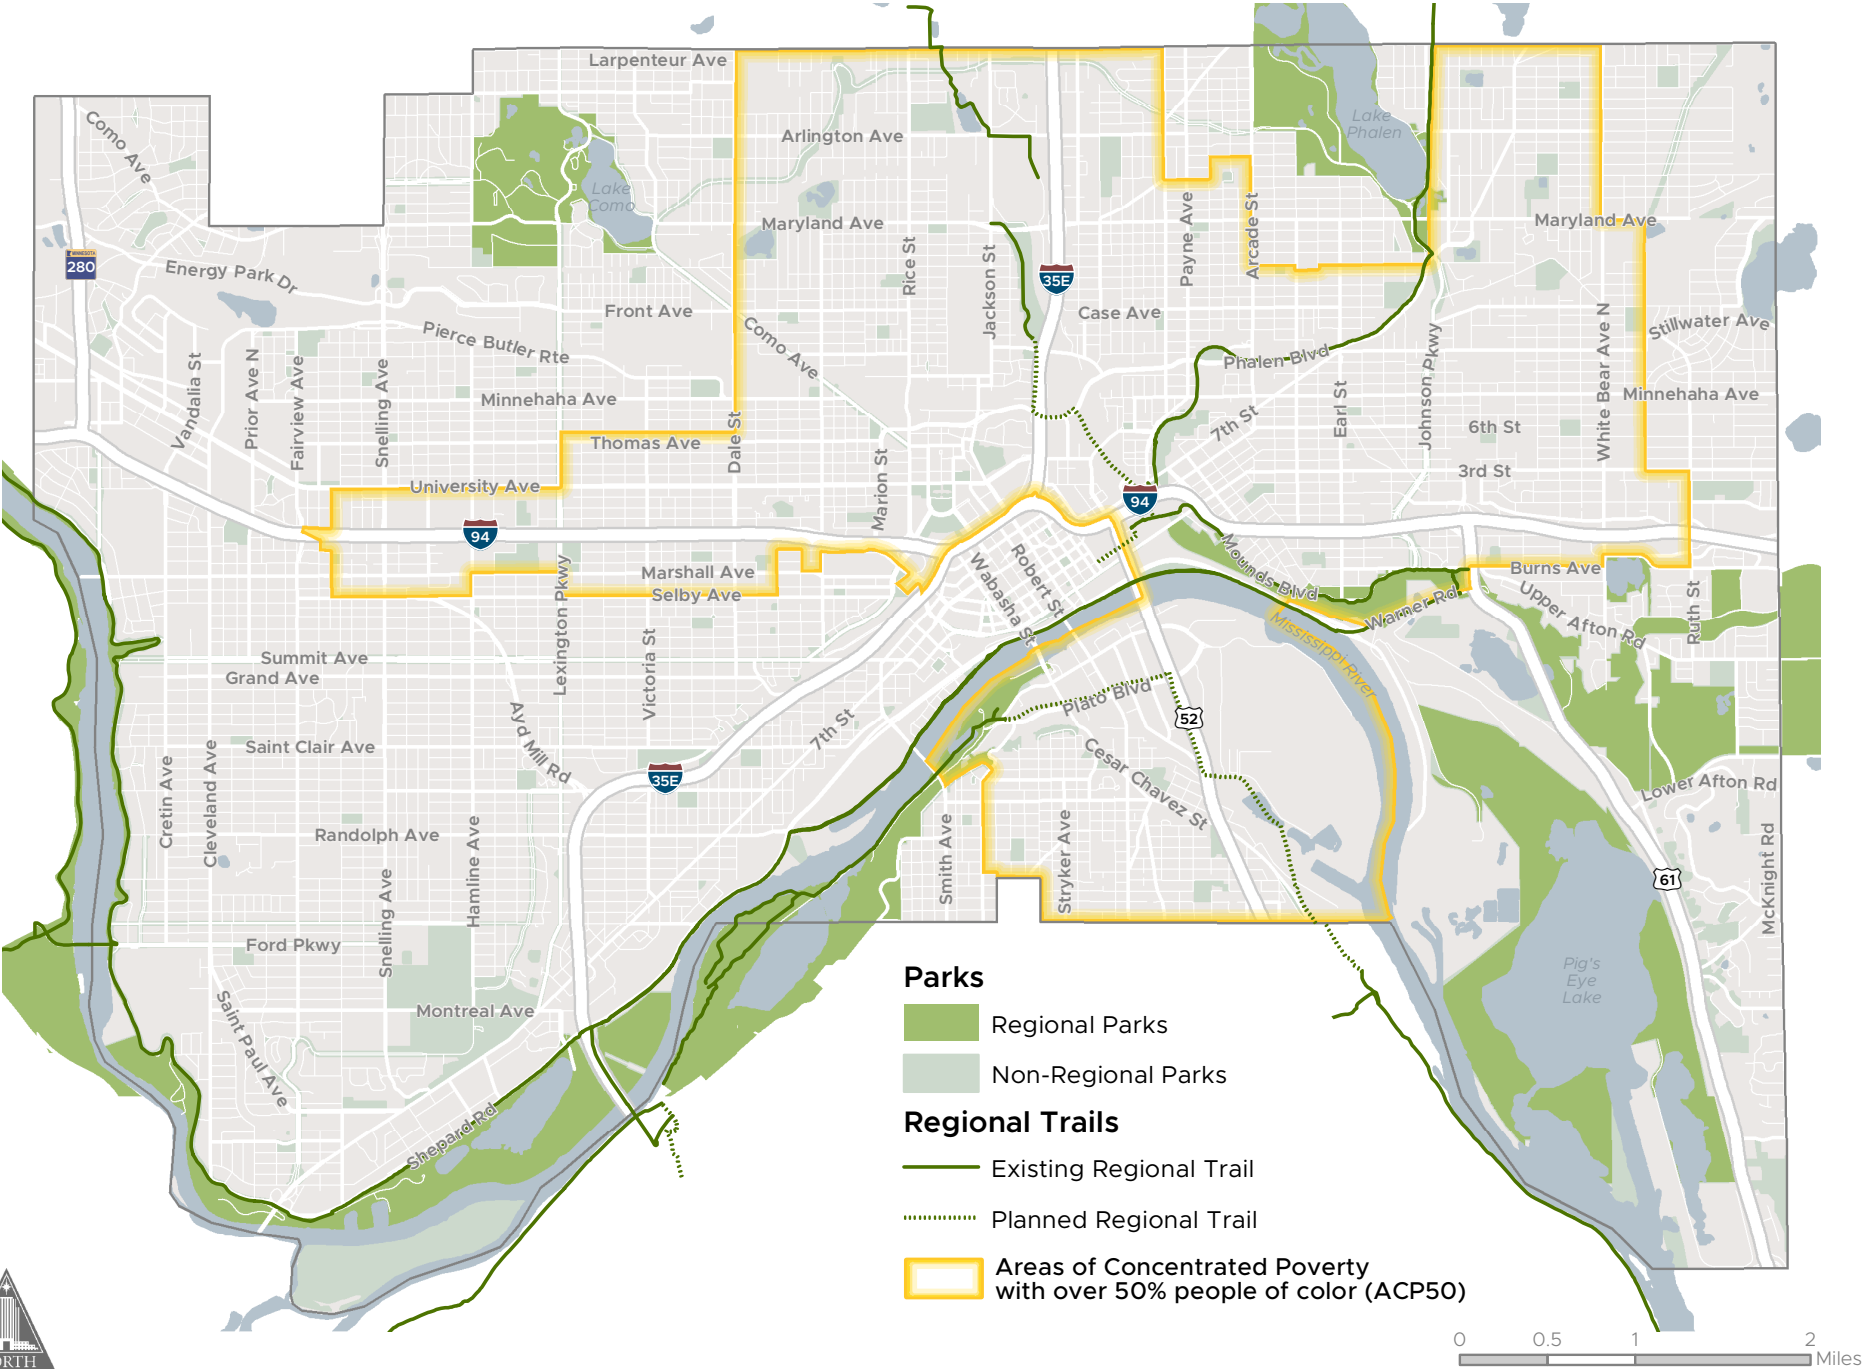 Larpenteur Ave
Como Ave
Arlington Ave
Lake
Phalen
Lake
Como
Maryland Ave
Maryland Ave
Payne Ave
Arcade St
Rice St
Jackson St
MINNESOTA
280
Energy Park Dr
35E
Front Ave
Case Ave
Stillwater Ave
Pierce Butler Rte
Como Ave
Phalen Blvd
Vandalia St
Prior Ave N
Fairview Ave
Snelling Ave
Johnson Pkwy
White Bear Ave N
Minnehaha Ave
Minnehaha Ave
Earl St
7th St
6th St
Thomas Ave
Dale St
Marion St
3rd St
University Ave
94
94
Mounds Blvd
Robert St
Wabasha St
Marshall Ave
Selby Ave
Burns Ave
Warner Rd
Upper Afton Rd
Ruth St
Lexington Pkwy
Victoria St
Mississippi River
Summit Ave
Grand Ave
Plato Blvd
52
7th St
Ayd Mill Rd
Saint Clair Ave
Cesar Chavez St
35E
Lower Afton Rd
Cretin Ave
Cleveland Ave
Randolph Ave
Hamline Ave
Smith Ave
Stryker Ave
McKnight Rd
61
Snelling Ave
Ford Pkwy
Pig's
Eye
Lake
Montreal Ave
Saint Paul Ave
Shepard Rd
Parks
Regional Parks
Non-Regional Parks
Regional Trails
Existing Regional Trail
Planned Regional Trail
Areas of Concentrated Poverty
with over 50% people of color (ACP50)
0 0.5 1 2
Miles
ORTH